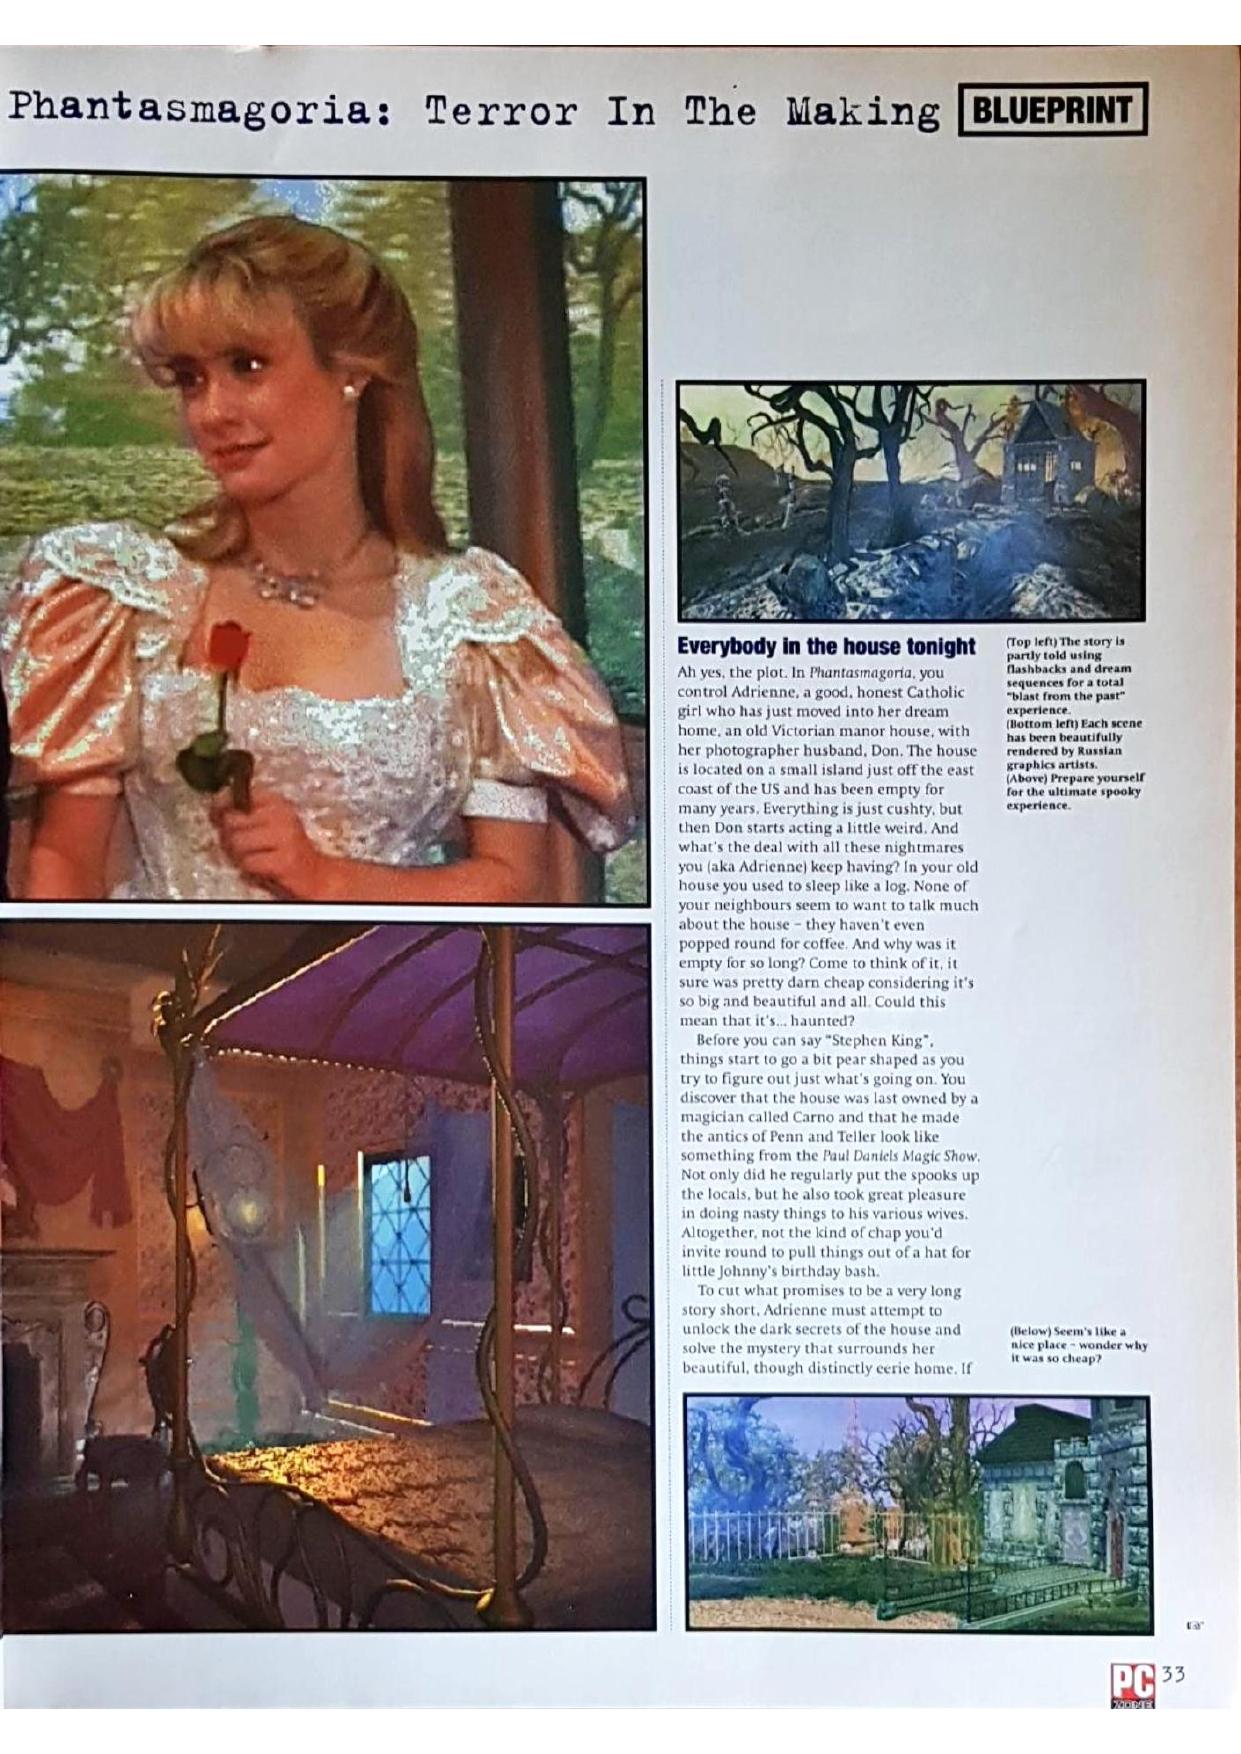 Phantasmagoria: Terror In The Making
BLUEPRINT
Everybody in the house tonight
Ah yes, the plot. In Phantasmagoria, you
control Adrienne, a good, honest Catholic
girl who has just moved into her dream
home, an old Victorian manor house, with
her photographer husband, Don. The house
is located on a small island just off the east
coast of the US and has been empty for
many years. Everything is just cushty, but
then Don starts acting a little weird. And
what's the deal with all these nightmares
you (aka Adrienne) keep having? In your old
house you used to sleep like a log. None of
your neighbours seem to want to talk much
about the house – they haven't even
popped round for coffee. And why was it
empty for so long? Come to think of it, it
sure was pretty darn cheap considering it's
so big and beautiful and all. Could this
mean that it's... haunted?
Before you can say "Stephen King",
things start to go a bit pear shaped as you
try to figure out just what's going on. You
discover that the house was last owned by a
magician called Carno and that he made
the antics of Penn and Teller look like
something from the Paul Daniels Magic Show.
Not only did he regularly put the spooks up
the locals, but he also took great pleasure
in doing nasty things to his various wives.
Altogether, not the kind of chap you'd
invite round to pull things out of a hat for
little Johnny's birthday bash.
To cut what promises to be a very long
story short, Adrienne must attempt to
unlock the dark secrets of the house and
solve the mystery that surrounds her
beautiful, though distinctly eerie home. If
(Top left) The story is
partly told using
flashbacks and dream
sequences for a total
"blast from the past"
experience.
(Bottom left) Each scene
has been beautifully
rendered by Russian
graphics artists.
(Above) Prepare yourself
for the ultimate spooky
experience.
(Below) Seem's like a
nice place – wonder why
it was so cheap?
PC
ZONE
33